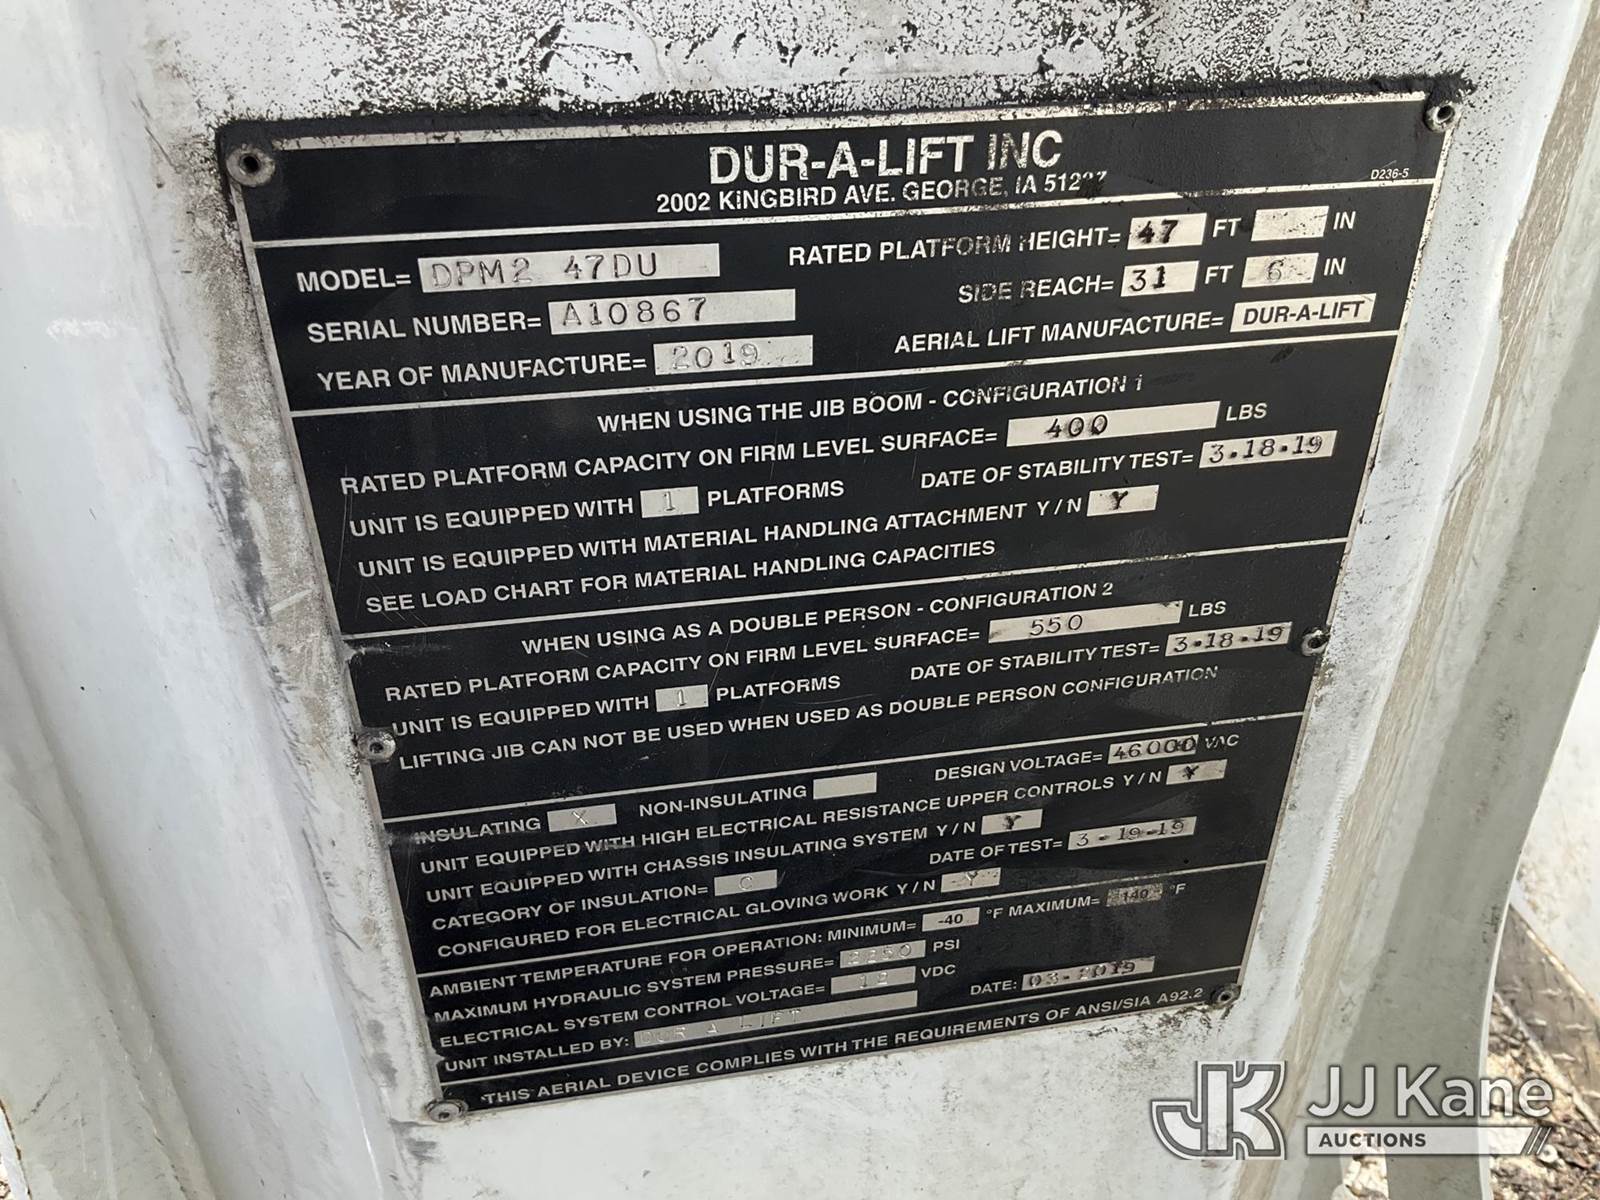 DUR-A-LIFT INC
2002 KINGBIRD AVE. GEORGE, IA
D236-5
MODEL= DPM2 47DU
RATED PLATFORM HEIGHT= 47 FT IN
SERIAL NUMBER= A10867
SIDE REACH= 31 FT 6 IN
YEAR OF MANUFACTURE= 2019
AERIAL LIFT MANUFACTURE= DUR-A-LIFT
WHEN USING THE JIB BOOM - CONFIGURATION 1
RATED PLATFORM CAPACITY ON FIRM LEVEL SURFACE= 400 LBS
UNIT IS EQUIPPED WITH 1 PLATFORMS DATE OF STABILITY TEST= 3.18.19
UNIT IS EQUIPPED WITH MATERIAL HANDLING ATTACHMENT Y / N Y
SEE LOAD CHART FOR MATERIAL HANDLING CAPACITIES
WHEN USING AS A DOUBLE PERSON - CONFIGURATION 2
RATED PLATFORM CAPACITY ON FIRM LEVEL SURFACE= 550 LBS
UNIT IS EQUIPPED WITH 1 PLATFORMS DATE OF STABILITY TEST= 3.18.19
LIFTING JIB CAN NOT BE USED WHEN USED AS DOUBLE PERSON CONFIGURATION
INSULATING X NON-INSULATING DESIGN VOLTAGE= 46000 VAC
UNIT EQUIPPED WITH HIGH ELECTRICAL RESISTANCE UPPER CONTROLS Y / N Y
UNIT EQUIPPED WITH CHASSIS INSULATING SYSTEM Y / N Y
CATEGORY OF INSULATION= C DATE OF TEST= 3-19-19
CONFIGURED FOR ELECTRICAL GLOVING WORK Y / N Y
AMBIENT TEMPERATURE FOR OPERATION: MINIMUM= -40 °F MAXIMUM= 140 °F
MAXIMUM HYDRAULIC SYSTEM PRESSURE= 2250 PSI
ELECTRICAL SYSTEM CONTROL VOLTAGE= 12 VDC
UNIT INSTALLED BY: DUR A LIFT DATE: 03-2019
THIS AERIAL DEVICE COMPLIES WITH THE REQUIREMENTS OF ANSI/SIA A92.2
JK JJ Kane
AUCTIONS